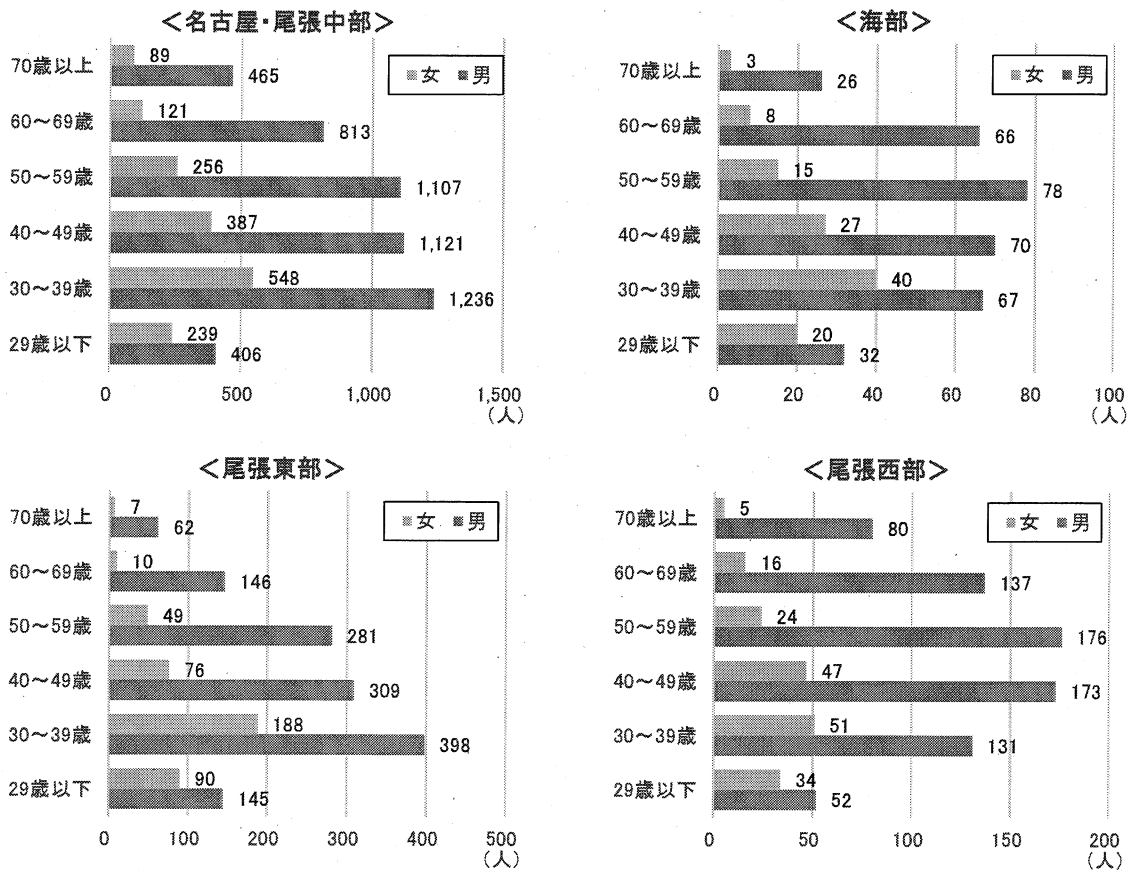 ＜名古屋・尾張中部＞
■女 ■男
70歳以上 89 465
60～69歳 121 813
50～59歳 256 1,107
40～49歳 387 1,121
30～39歳 548 1,236
29歳以下 239 406
0 500 1,000 1,500
(人)
＜海部＞
■女 ■男
70歳以上 3 26
60～69歳 8 66
50～59歳 15 78
40～49歳 27 70
30～39歳 40 67
29歳以下 20 32
0 20 40 60 80 100
(人)
＜尾張東部＞
■女 ■男
70歳以上 7 62
60～69歳 10 146
50～59歳 49 281
40～49歳 76 309
30～39歳 188 398
29歳以下 90 145
0 100 200 300 400 500
(人)
＜尾張西部＞
■女 ■男
70歳以上 5 80
60～69歳 16 137
50～59歳 24 176
40～49歳 47 173
30～39歳 51 131
29歳以下 34 52
0 50 100 150 200
(人)